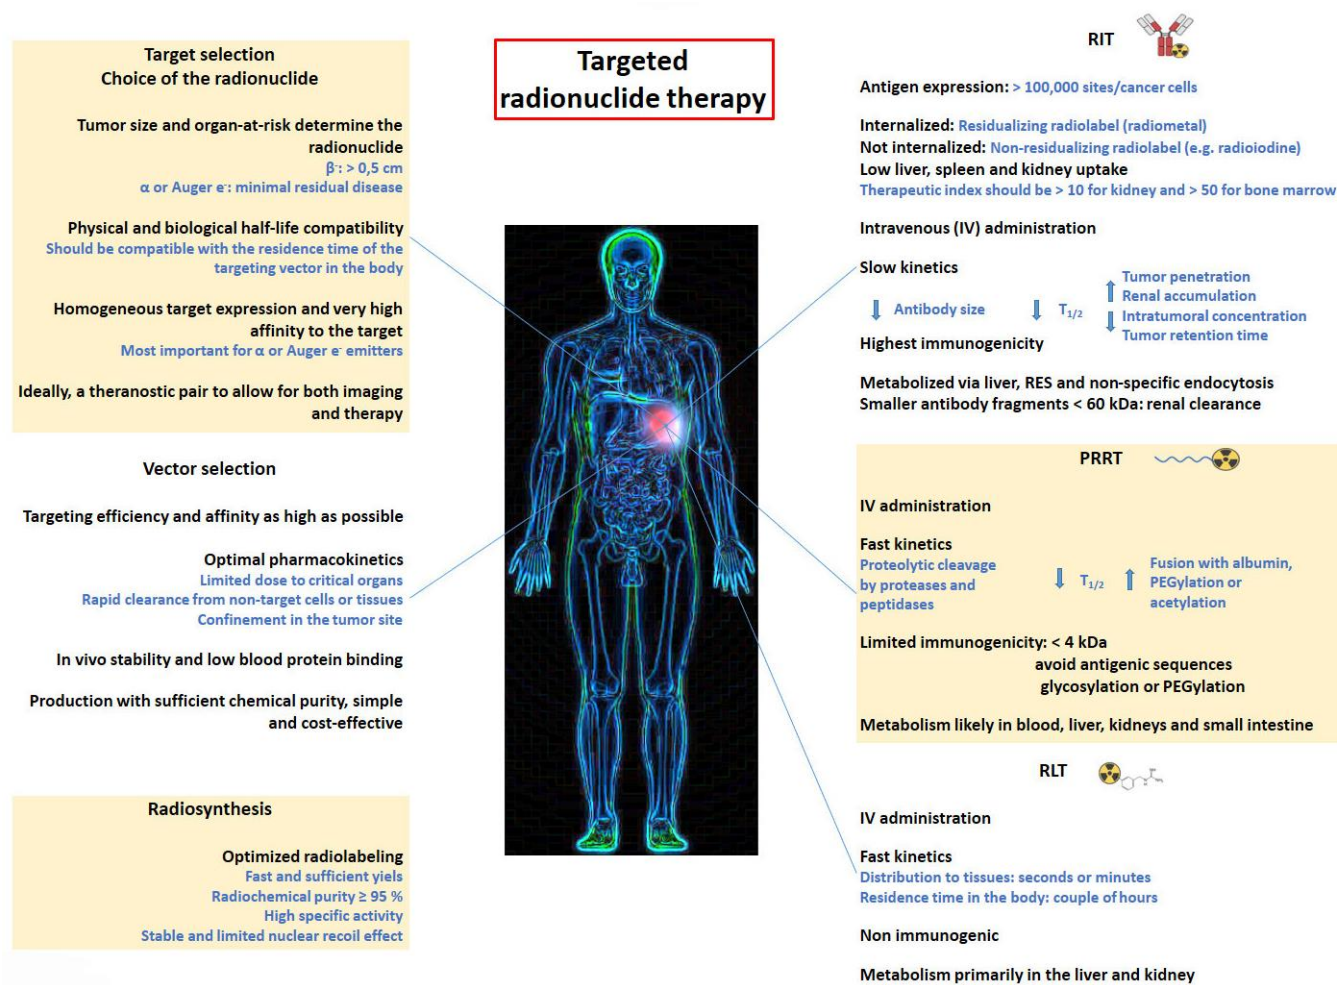 Target selection
Choice of the radionuclide
Tumor size and organ-at-risk determine the
radionuclide
β⁻: > 0,5 cm
α or Auger e⁻: minimal residual disease
Physical and biological half-life compatibility
Should be compatible with the residence time of the
targeting vector in the body
Homogeneous target expression and very high
affinity to the target
Most important for α or Auger e⁻ emitters
Ideally, a theranostic pair to allow for both imaging
and therapy
Vector selection
Targeting efficiency and affinity as high as possible
Optimal pharmacokinetics
Limited dose to critical organs
Rapid clearance from non-target cells or tissues
Confinement in the tumor site
In vivo stability and low blood protein binding
Production with sufficient chemical purity, simple
and cost-effective
Radiosynthesis
Optimized radiolabeling
Fast and sufficient yiels
Radiochemical purity ≥ 95 %
High specific activity
Stable and limited nuclear recoil effect
Targeted
radionuclide therapy
RIT
Antigen expression: > 100,000 sites/cancer cells
Internalized: Residualizing radiolabel (radiometal)
Not internalized: Non-residualizing radiolabel (e.g. radioiodine)
Low liver, spleen and kidney uptake
Therapeutic index should be > 10 for kidney and > 50 for bone marrow
Intravenous (IV) administration
Slow kinetics
Antibody size
T1/2
Tumor penetration
Renal accumulation
Intratumoral concentration
Tumor retention time
Highest immunogenicity
Metabolized via liver, RES and non-specific endocytosis
Smaller antibody fragments < 60 kDa: renal clearance
PRRT
IV administration
Fast kinetics
Proteolytic cleavage
by proteases and
peptidases
T1/2
Fusion with albumin,
PEGylation or
acetylation
Limited immunogenicity: < 4 kDa
avoid antigenic sequences
glycosylation or PEGylation
Metabolism likely in blood, liver, kidneys and small intestine
RLT
IV administration
Fast kinetics
Distribution to tissues: seconds or minutes
Residence time in the body: couple of hours
Non immunogenic
Metabolism primarily in the liver and kidney